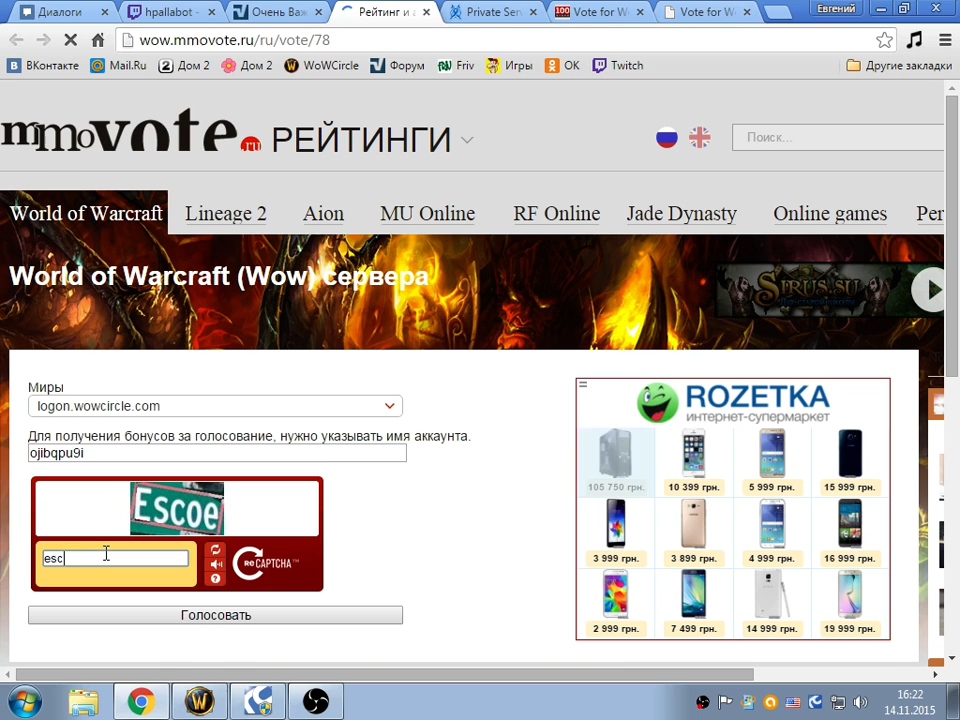 Диалоги
hpallabot -
Очень Важ
Рейтинг и а
Private Serv
Vote for W
Vote for W
Евгений
wow.mmovote.ru/ru/vote/78
ВКонтакте
Mail.Ru
Дом 2
Дом 2
WoWCircle
Форум
Friv
Игры
OK
Twitch
Другие закладки
mmovote.ru РЕЙТИНГИ
Поиск...
World of Warcraft
Lineage 2
Aion
MU Online
RF Online
Jade Dynasty
Online games
Per
World of Warcraft (Wow) сервера
SIRUS.SU
Миры
logon.wowcircle.com
Для получения бонусов за голосование, нужно указывать имя аккаунта.
ojibqpu9i
Escoe
esc
reCAPTCHA™
Голосовать
ROZETKA
интернет-супермаркет
105 750 грн.
10 399 грн.
5 999 грн.
15 999 грн.
3 999 грн.
3 899 грн.
4 999 грн.
16 999 грн.
2 999 грн.
7 499 грн.
14 999 грн.
19 999 грн.
16:22
14.11.2015